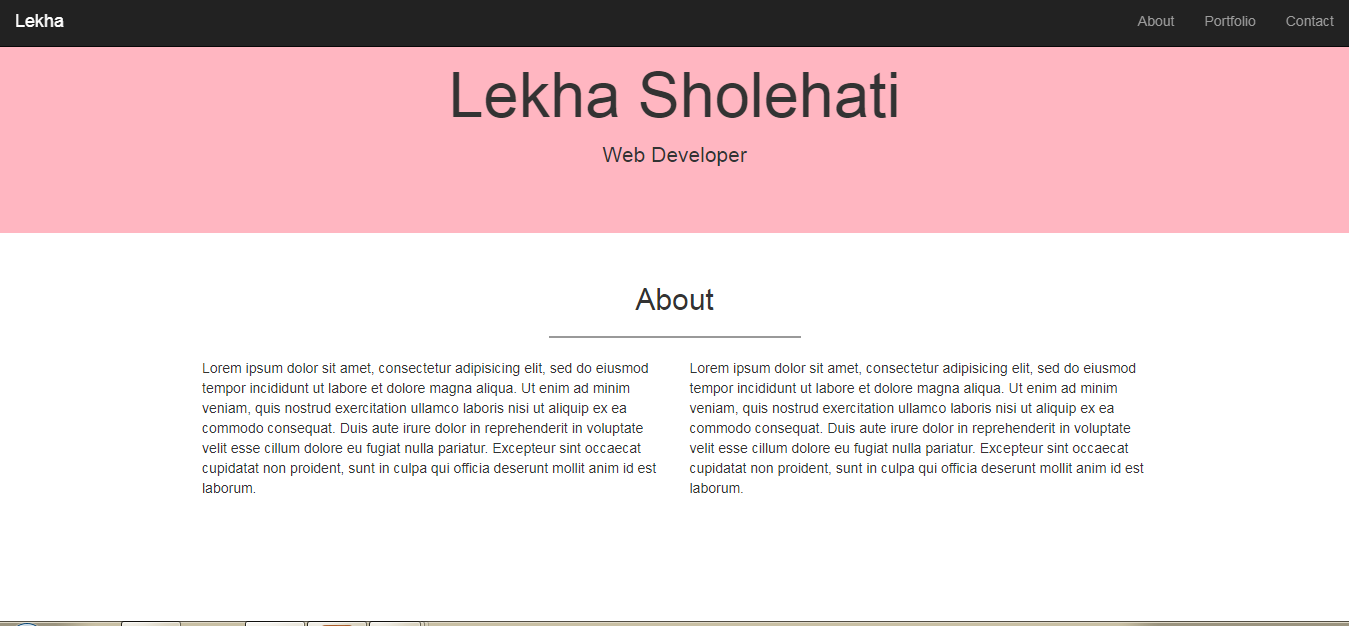 Lekha
About Portfolio Contact
Lekha Sholehati
Web Developer
About
Lorem ipsum dolor sit amet, consectetur adipisicing elit, sed do eiusmod
tempor incididunt ut labore et dolore magna aliqua. Ut enim ad minim
veniam, quis nostrud exercitation ullamco laboris nisi ut aliquip ex ea
commodo consequat. Duis aute irure dolor in reprehenderit in voluptate
velit esse cillum dolore eu fugiat nulla pariatur. Excepteur sint occaecat
cupidatat non proident, sunt in culpa qui officia deserunt mollit anim id est
laborum.
Lorem ipsum dolor sit amet, consectetur adipisicing elit, sed do eiusmod
tempor incididunt ut labore et dolore magna aliqua. Ut enim ad minim
veniam, quis nostrud exercitation ullamco laboris nisi ut aliquip ex ea
commodo consequat. Duis aute irure dolor in reprehenderit in voluptate
velit esse cillum dolore eu fugiat nulla pariatur. Excepteur sint occaecat
cupidatat non proident, sunt in culpa qui officia deserunt mollit anim id est
laborum.